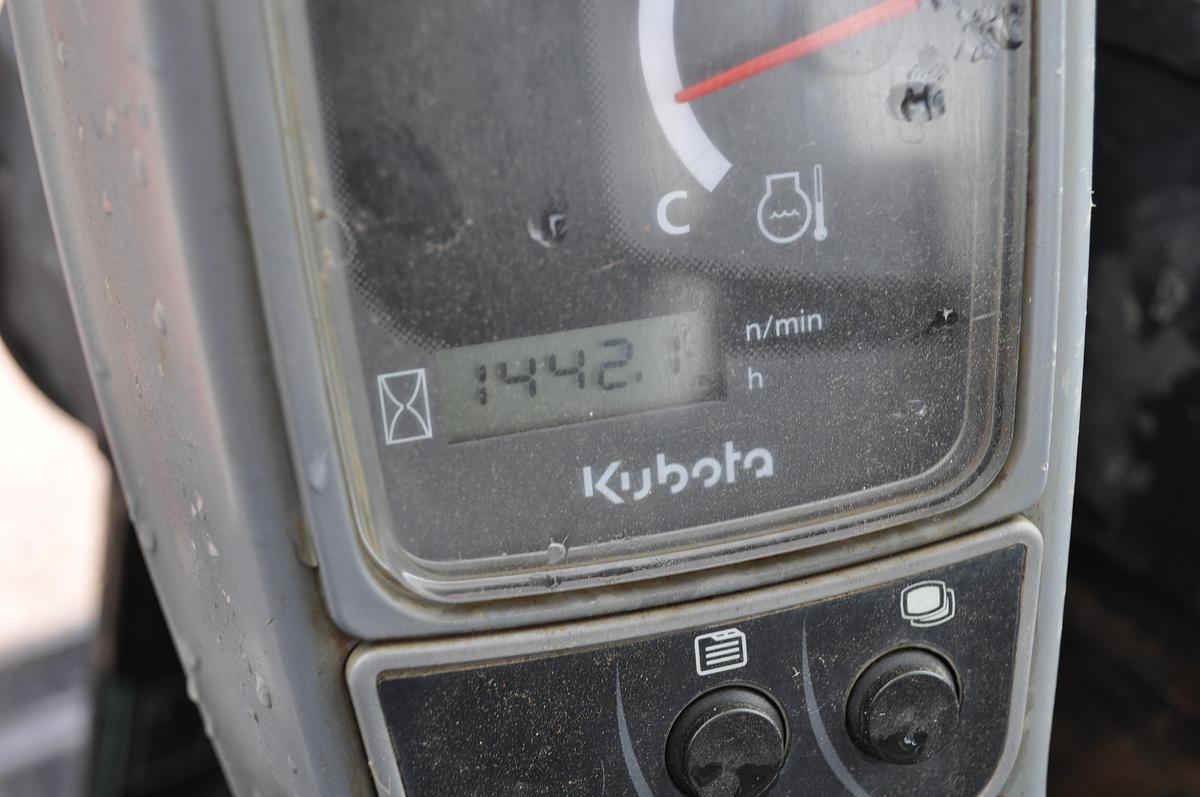 C
n/min
1442.1
h
Kubota